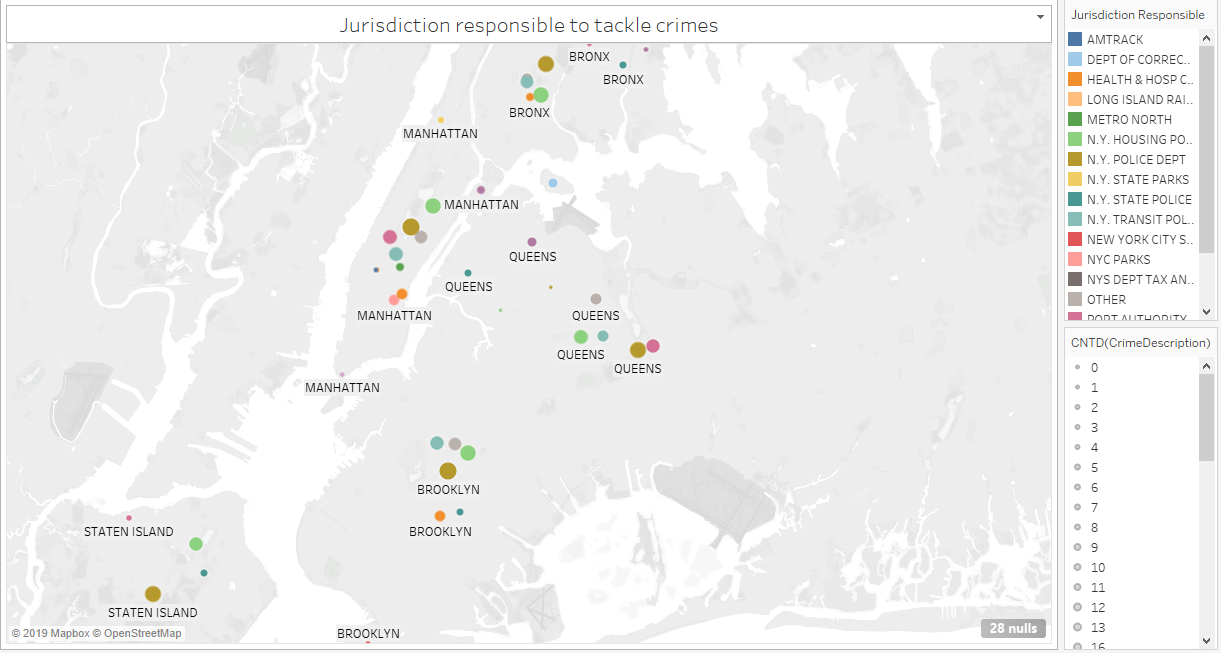 Jurisdiction responsible to tackle crimes
BRONX
BRONX
BRONX
MANHATTAN
MANHATTAN
QUEENS
QUEENS
MANHATTAN
QUEENS
QUEENS
QUEENS
MANHATTAN
BROOKLYN
BROOKLYN
STATEN ISLAND
STATEN ISLAND
BROOKLYN
© 2019 Mapbox © OpenStreetMap
28 nulls
Jurisdiction Responsible
AMTRACK
DEPT OF CORREC..
HEALTH & HOSP C..
LONG ISLAND RAI..
METRO NORTH
N.Y. HOUSING PO..
N.Y. POLICE DEPT
N.Y. STATE PARKS
N.Y. STATE POLICE
N.Y. TRANSIT POL..
NEW YORK CITY S..
NYC PARKS
NYS DEPT TAX AN..
OTHER
PORT AUTHORITY
CNTD(CrimeDescription)
0
1
2
3
4
5
6
7
8
9
10
11
12
13
16